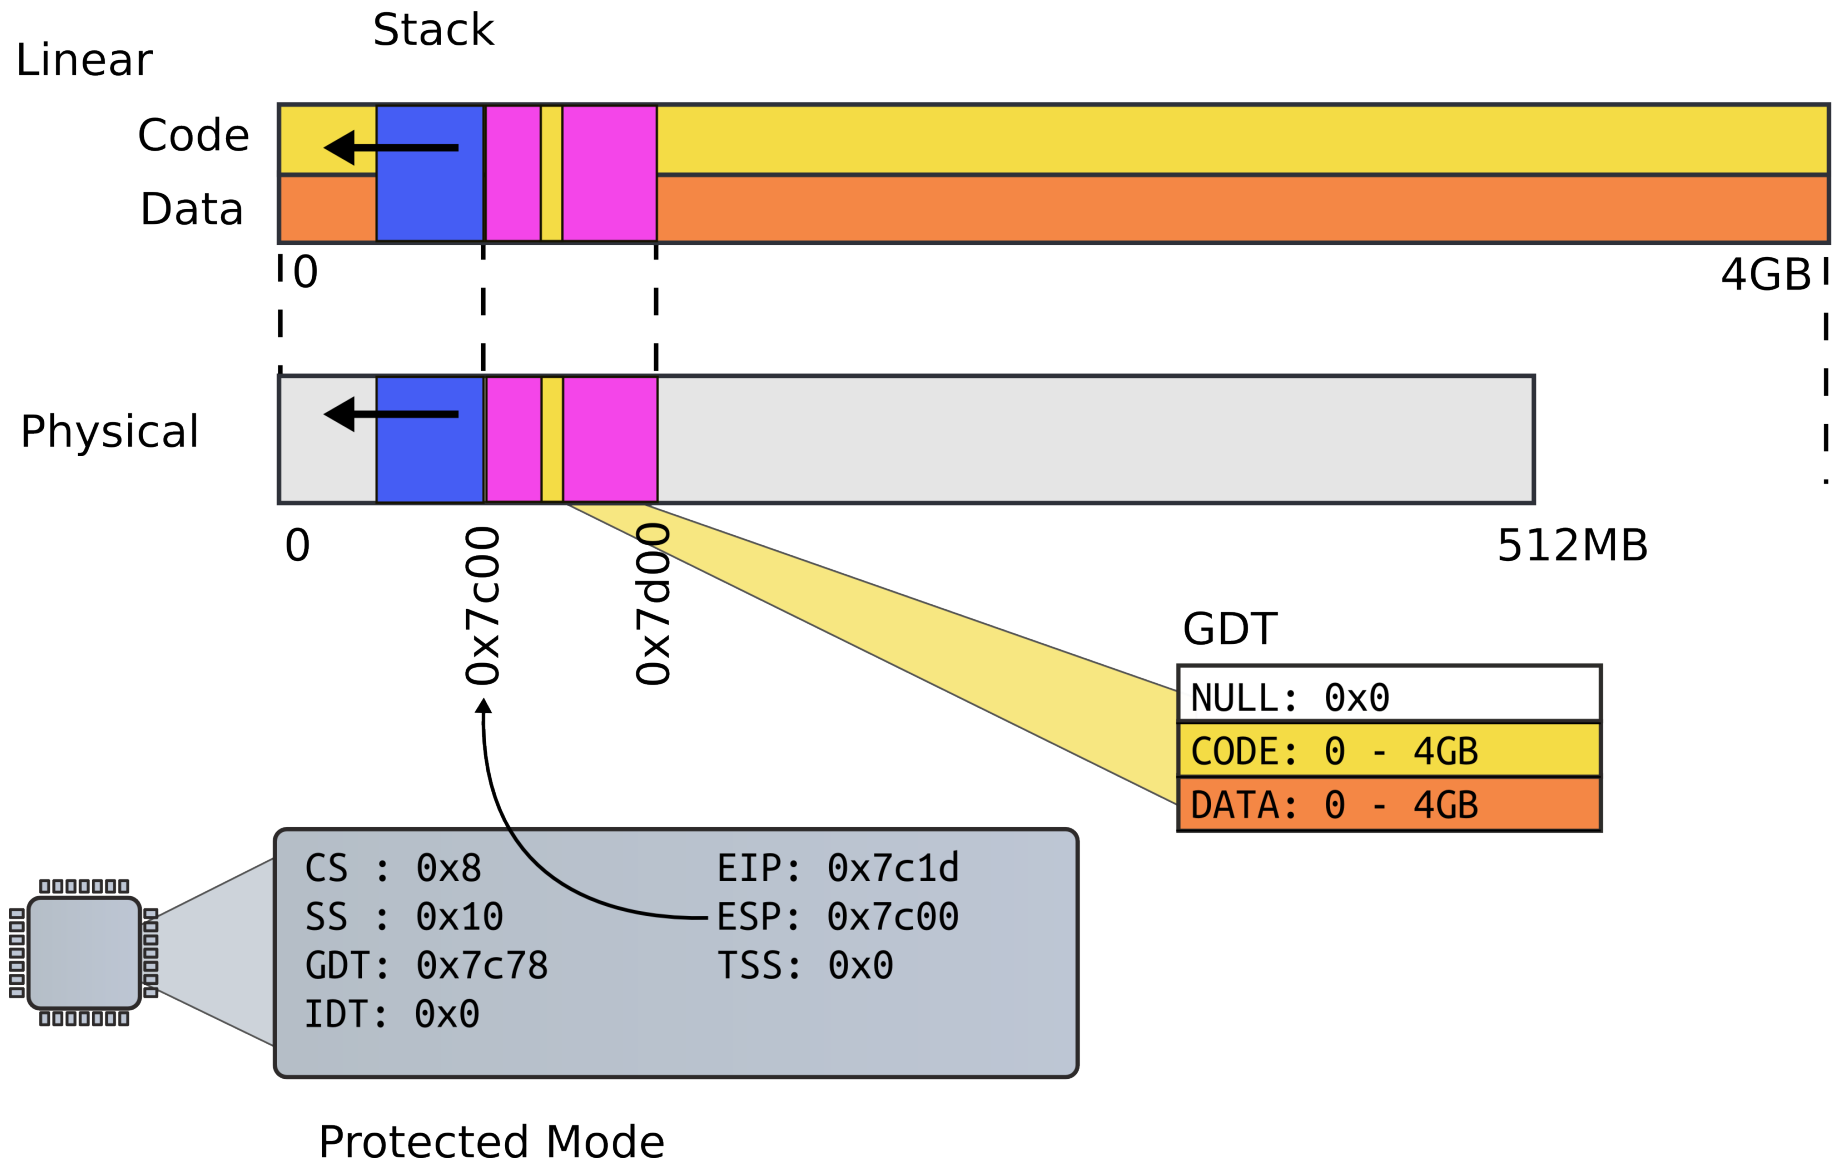 Stack
Linear
Code
Data
0
4GB
Physical
0
0x7c00
0x7d00
512MB
GDT
NULL: 0x0
CODE: 0 - 4GB
DATA: 0 - 4GB
CS : 0x8
EIP: 0x7c1d
SS : 0x10
ESP: 0x7c00
GDT: 0x7c78
TSS: 0x0
IDT: 0x0
Protected Mode